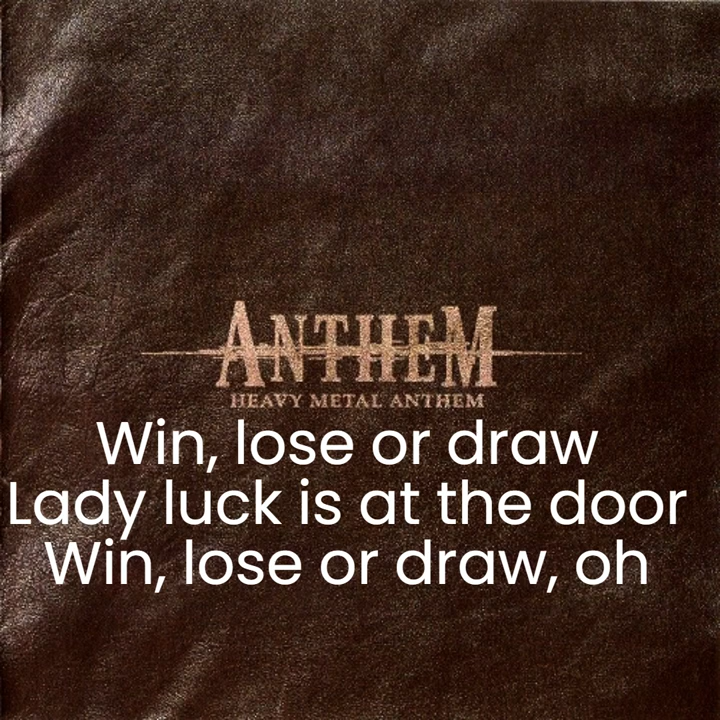 ANTHEM
HEAVY METAL ANTHEM
Win, lose or draw
Lady luck is at the door
Win, lose or draw, oh